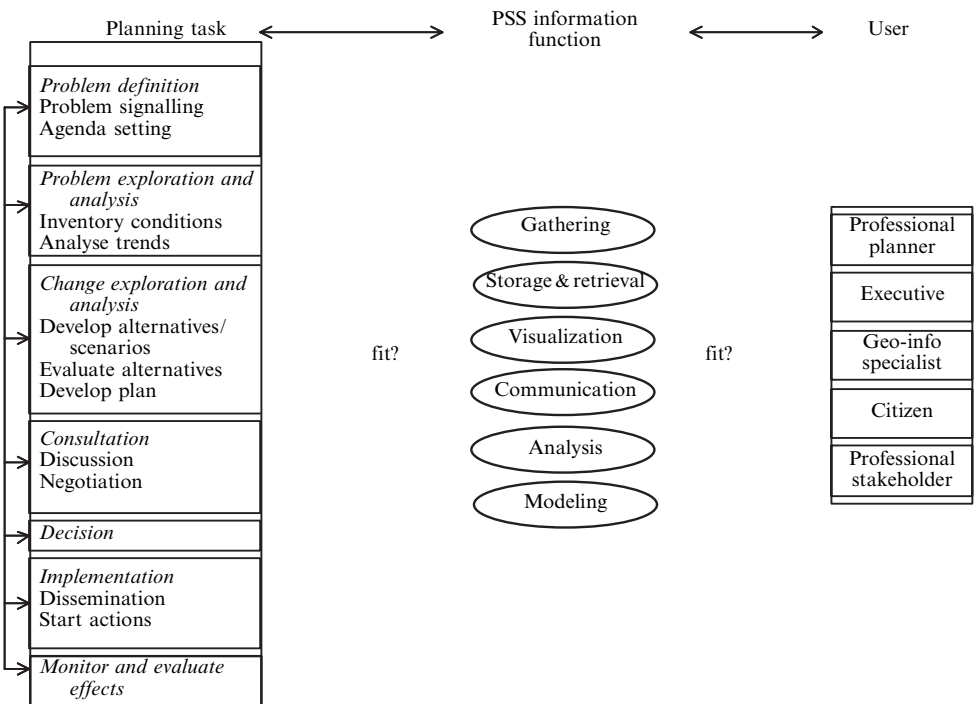 Planning task
PSS information
function
User
Problem definition
Problem signalling
Agenda setting
Problem exploration and
analysis
Inventory conditions
Analyse trends
Change exploration and
analysis
Develop alternatives/
scenarios
Evaluate alternatives
Develop plan
Consultation
Discussion
Negotiation
Decision
Implementation
Dissemination
Start actions
Monitor and evaluate
effects
fit?
Gathering
Storage & retrieval
Visualization
Communication
Analysis
Modeling
fit?
Professional
planner
Executive
Geo-info
specialist
Citizen
Professional
stakeholder